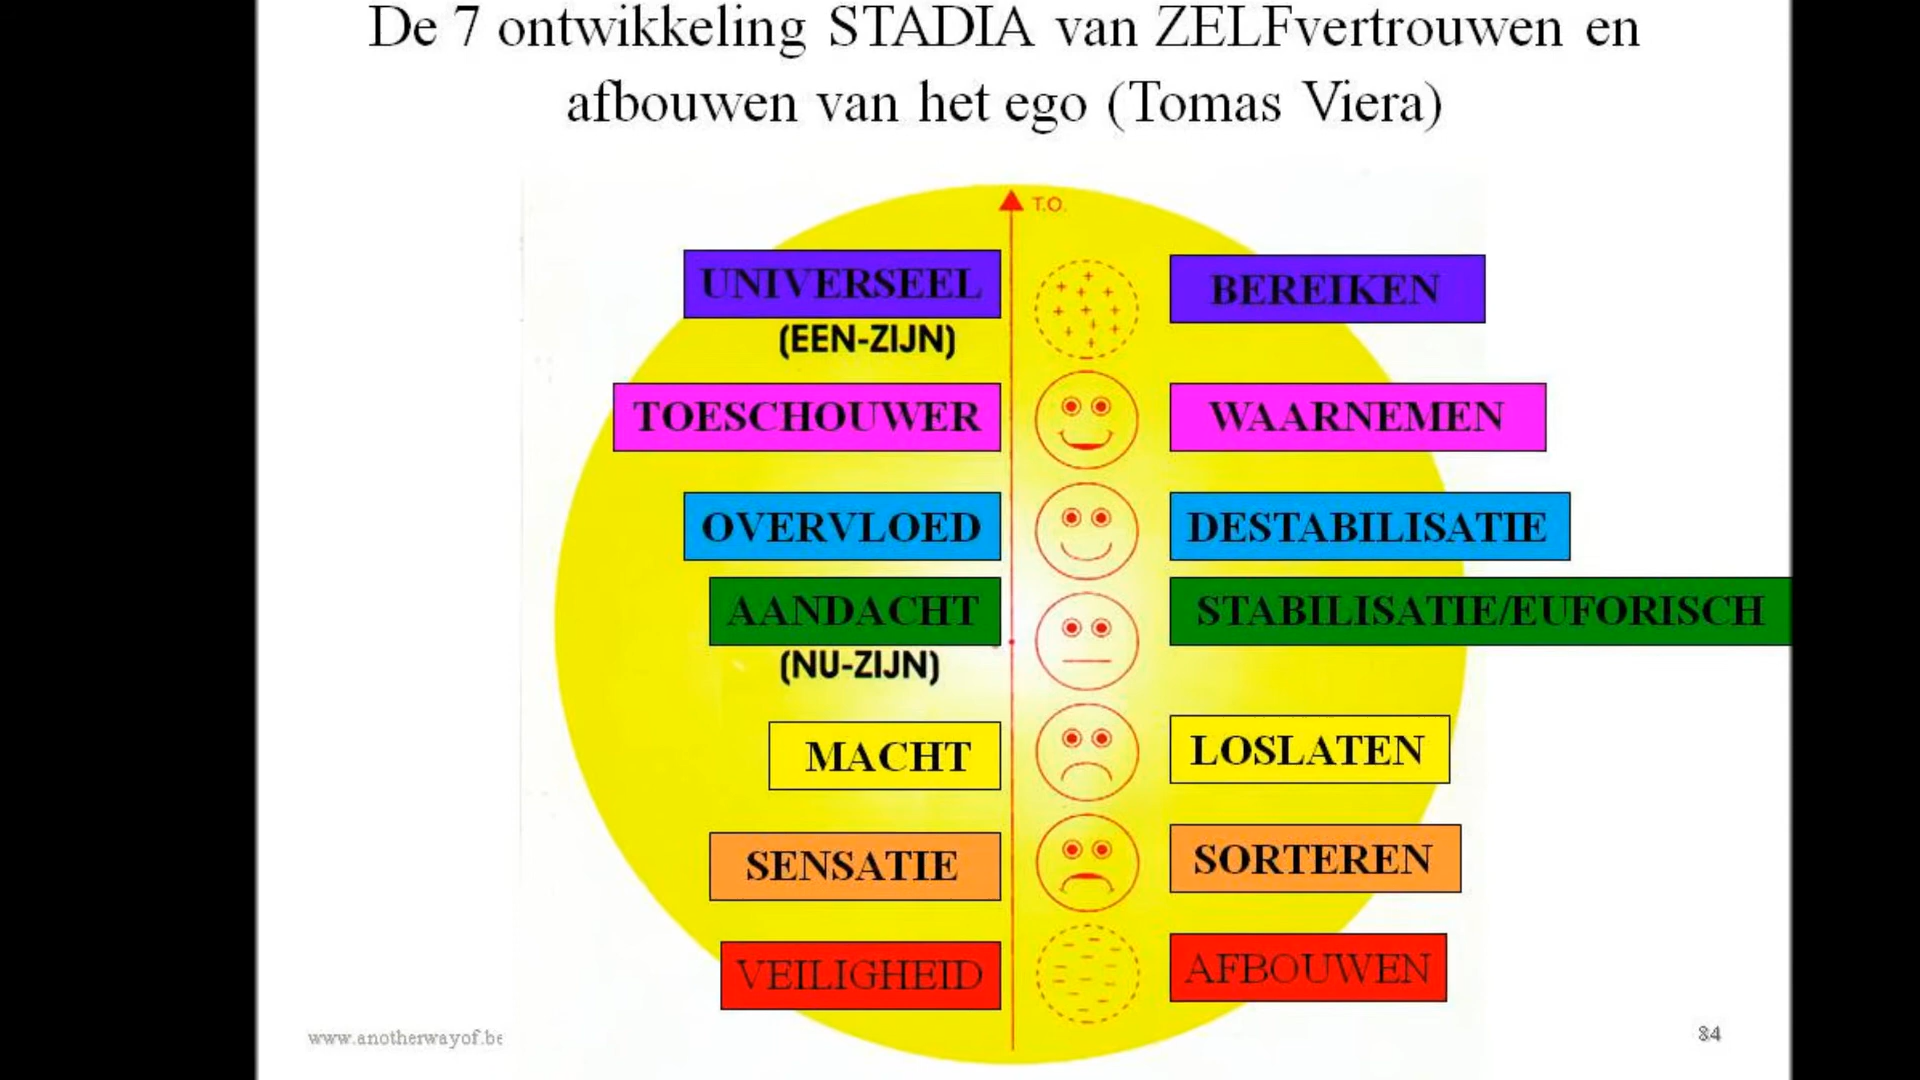 De 7 ontwikkeling STADIA van ZELFvertrouwen en
afbouwen van het ego (Tomas Viera)
T.O.
UNIVERSEEL
BEREIKEN
(EEN-ZIJN)
TOESCHOUWER
WAARNEMEN
OVERVLOED
DESTABILISATIE
AANDACHT
STABILISATIE/EUFORISCH
(NU-ZIJN)
MACHT
LOSLATEN
SENSATIE
SORTEREN
VEILIGHEID
AFBOUWEN
www.anotherwayof.be
84